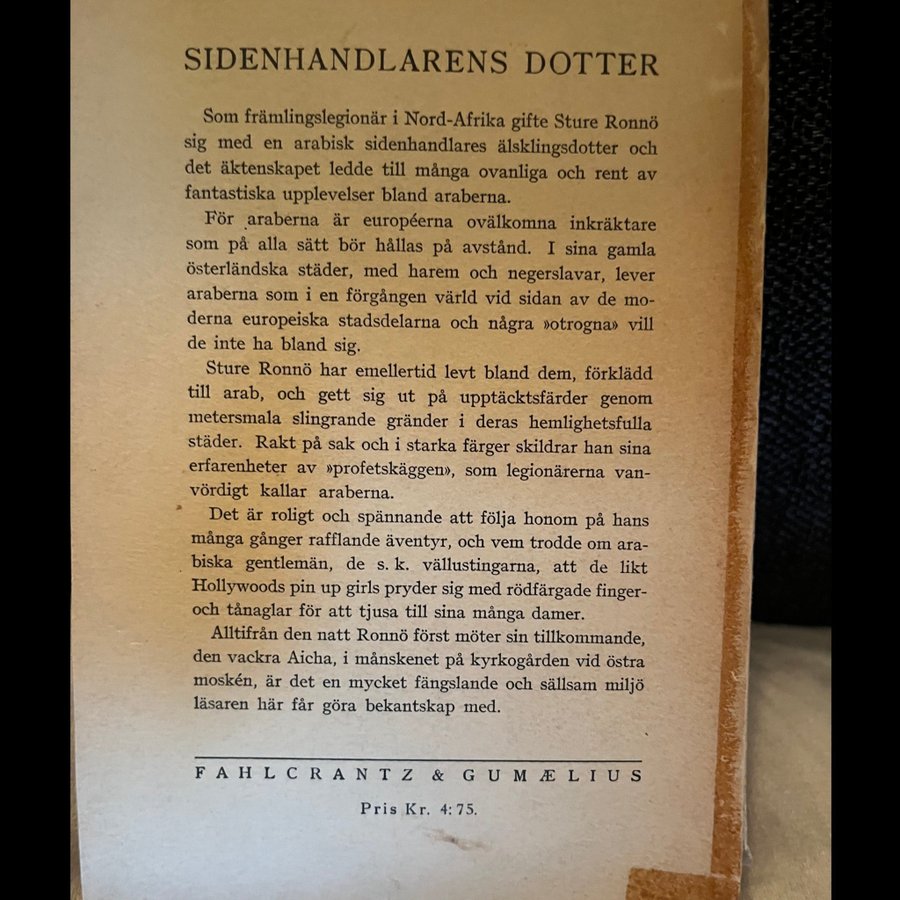 SIDENHANDLARENS DOTTER
Som främlingslegionär i Nord-Afrika gifte Sture Ronnö
sig med en arabisk sidenhandlares älsklingsdotter och
det äktenskapet ledde till många ovanliga och rent av
fantastiska upplevelser bland araberna.
För araberna är européerna ovälkomna inkräktare
som på alla sätt bör hållas på avstånd. I sina gamla
österländska städer, med harem och negerslavar, lever
araberna som i en förgången värld vid sidan av de mo-
derna europeiska stadsdelarna och några »otrogna» vill
de inte ha bland sig.
Sture Ronnö har emellertid levt bland dem, förklädd
till arab, och gett sig ut på upptäcktsfärder genom
metersmala slingrande gränder i deras hemlighetsfulla
städer. Rakt på sak och i starka färger skildrar han sina
erfarenheter av »profetskäggen», som legionärerna van-
vördigt kallar araberna.
Det är roligt och spännande att följa honom på hans
många gånger rafflande äventyr, och vem trodde om ara-
biska gentlemän, de s. k. vällustingarna, att de likt
Hollywoods pin up girls pryder sig med rödfärgade finger-
och tånaglar för att tjusa till sina många damer.
Alltifrån den natt Ronnö först möter sin tillkommande,
den vackra Aicha, i månskenet på kyrkogården vid östra
moskén, är det en mycket fängslande och sällsam miljö
läsaren här får göra bekantskap med.
FAHLCRANTZ & GUMÆLIUS
Pris Kr. 4: 75.